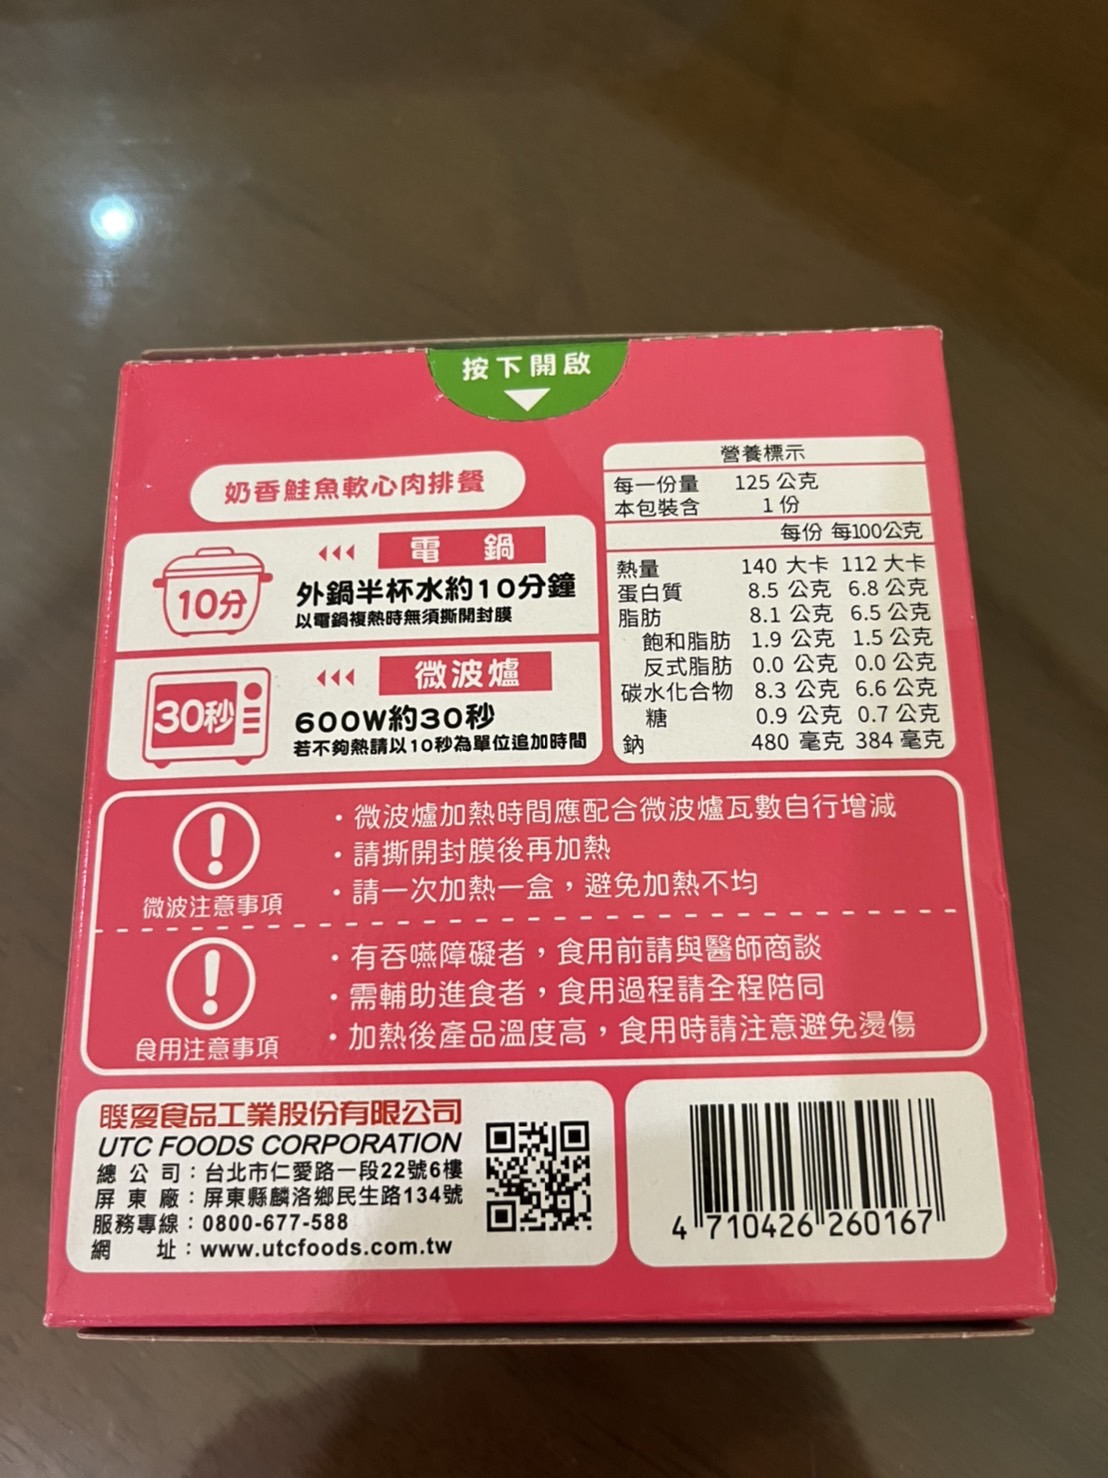 按下開啟
奶香鮭魚軟心肉排餐
電鍋
10分
外鍋半杯水約10分鐘
以電鍋複熱時無須撕開封膜
微波爐
30秒
600W約30秒
若不夠熱請以10秒為單位追加時間
營養標示
每一份量 125 公克
本包裝含 1 份
每份 每100公克
熱量 140 大卡 112 大卡
蛋白質 8.5 公克 6.8 公克
脂肪 8.1 公克 6.5 公克
飽和脂肪 1.9 公克 1.5 公克
反式脂肪 0.0 公克 0.0 公克
碳水化合物 8.3 公克 6.6 公克
糖 0.9 公克 0.7 公克
鈉 480 毫克 384 毫克
微波注意事項
・微波爐加熱時間應配合微波爐瓦數自行增減
・請撕開封膜後再加熱
・請一次加熱一盒，避免加熱不均
食用注意事項
・有吞嚥障礙者，食用前請與醫師商談
・需輔助進食者，食用過程請全程陪同
・加熱後產品溫度高，食用時請注意避免燙傷
聯夏食品工業股份有限公司
UTC FOODS CORPORATION
總公司：台北市仁愛路一段22號6樓
屏東廠：屏東縣麟洛鄉民生路134號
服務專線：0800-677-588
網址：www.utcfoods.com.tw
4 710426 260167